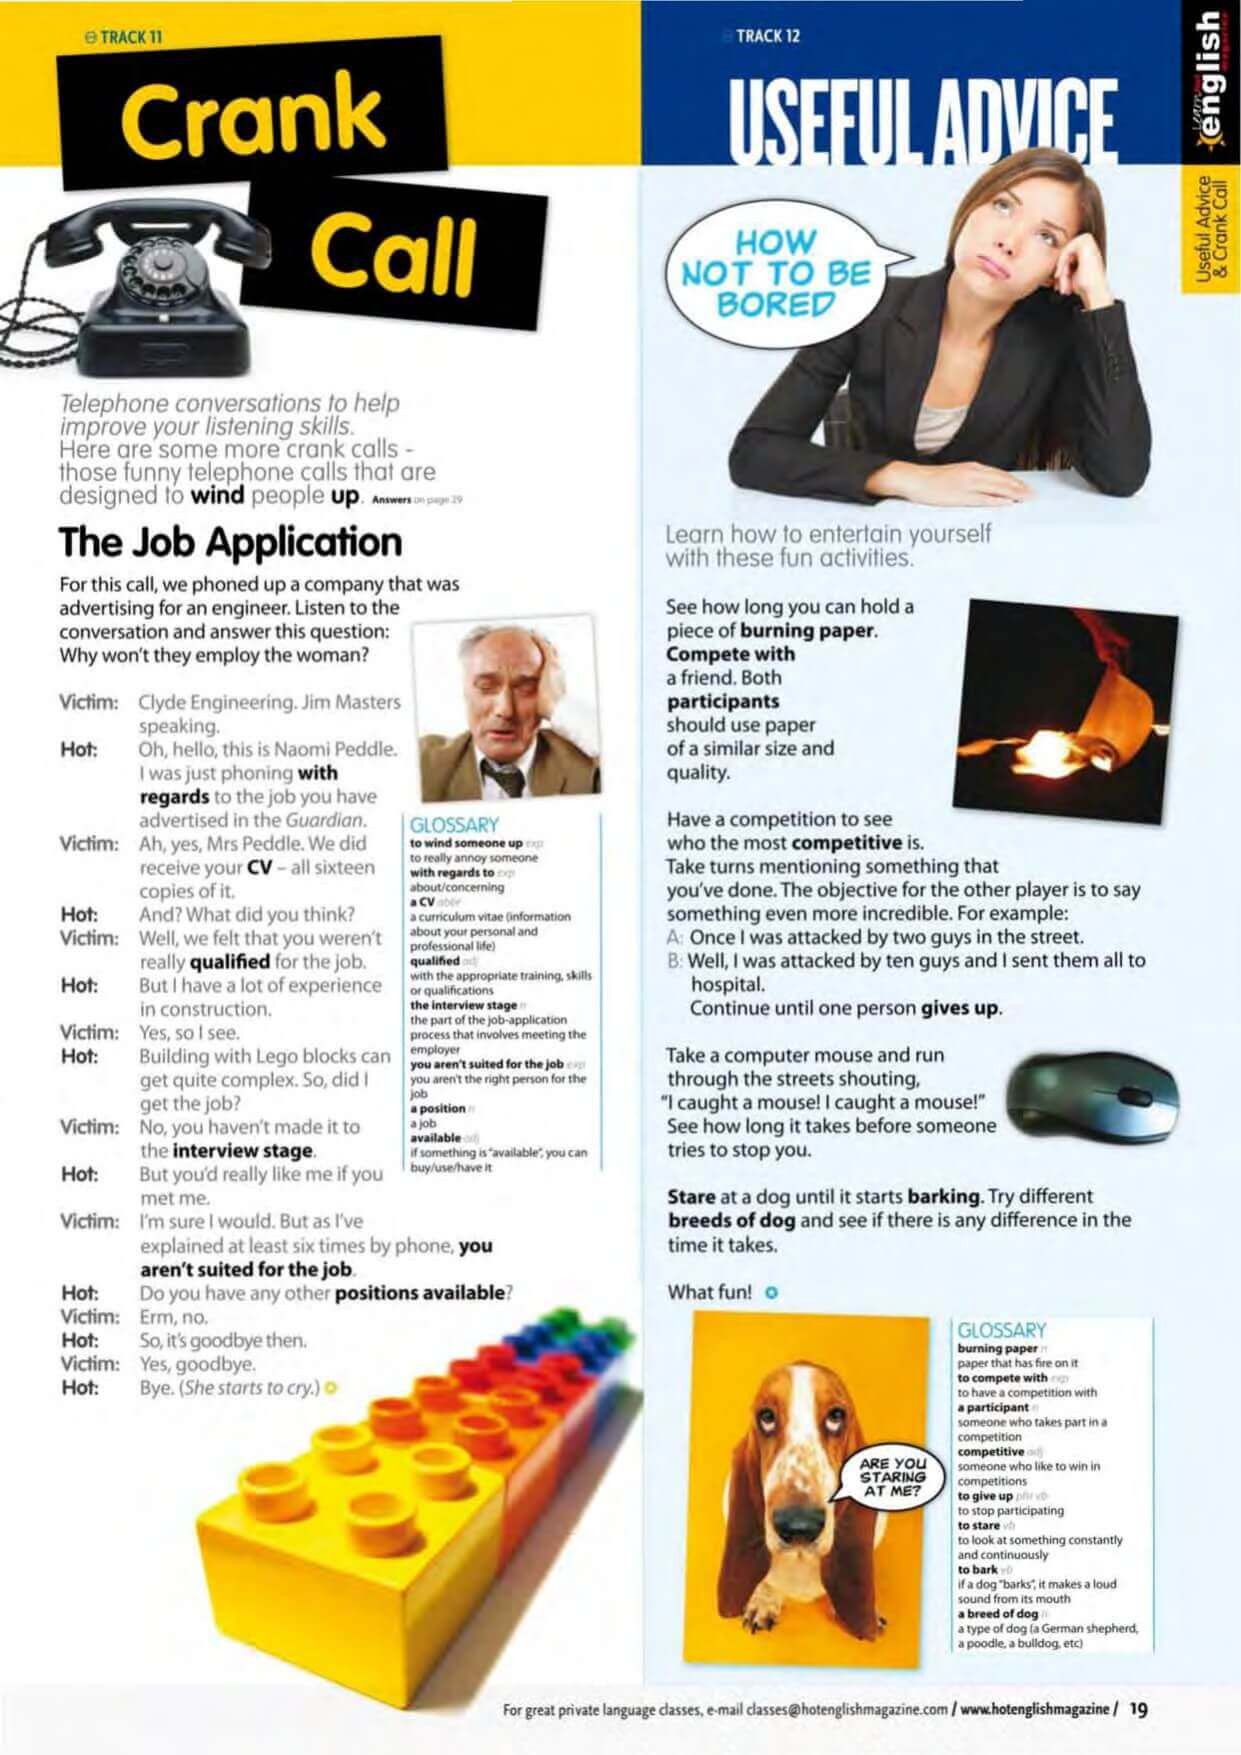 TRACK 11
Crank
Call
Telephone conversations to help
improve your listening skills.
Here are some more crank calls -
those funny telephone calls that are
designed to wind people up. Answers on page 29
The Job Application
For this call, we phoned up a company that was
advertising for an engineer. Listen to the
conversation and answer this question:
Why won't they employ the woman?
Victim: Clyde Engineering. Jim Masters
speaking.
Hot: Oh, hello, this is Naomi Peddle.
I was just phoning with
regards to the job you have
advertised in the Guardian.
Victim: Ah, yes, Mrs Peddle. We did
receive your CV – all sixteen
copies of it.
Hot: And? What did you think?
Victim: Well, we felt that you weren't
really qualified for the job.
Hot: But I have a lot of experience
in construction.
Victim: Yes, so I see.
Hot: Building with Lego blocks can
get quite complex. So, did I
get the job?
Victim: No, you haven't made it to
the interview stage.
Hot: But you'd really like me if you
met me.
Victim: I'm sure I would. But as I've
explained at least six times by phone, you
aren't suited for the job.
Hot: Do you have any other positions available?
Victim: Erm, no.
Hot: So, it's goodbye then.
Victim: Yes, goodbye.
Hot: Bye. (She starts to cry.)
GLOSSARY
to wind someone up exp
to really annoy someone
with regards to exp
about/concerning
a CV abbr
a curriculum vitae (information
about your personal and
professional life)
qualified adj
with the appropriate training, skills
or qualifications
the interview stage n
the part of the job-application
process that involves meeting the
employer
you aren't suited for the job exp
you aren't the right person for the
job
a position n
a job
available adj
if something is "available", you can
buy/use/have it
TRACK 12
USEFUL ADVICE
HOW
NOT TO BE
BORED
Learn how to entertain yourself
with these fun activities.
See how long you can hold a
piece of burning paper.
Compete with
a friend. Both
participants
should use paper
of a similar size and
quality.
Have a competition to see
who the most competitive is.
Take turns mentioning something that
you've done. The objective for the other player is to say
something even more incredible. For example:
A: Once I was attacked by two guys in the street.
B: Well, I was attacked by ten guys and I sent them all to
hospital.
Continue until one person gives up.
Take a computer mouse and run
through the streets shouting,
"I caught a mouse! I caught a mouse!"
See how long it takes before someone
tries to stop you.
Stare at a dog until it starts barking. Try different
breeds of dog and see if there is any difference in the
time it takes.
What fun!
ARE YOU
STARING
AT ME?
GLOSSARY
burning paper n
paper that has fire on it
to compete with exp
to have a competition with
a participant n
someone who takes part in a
competition
competitive adj
someone who like to win in
competitions
to give up phr vb
to stop participating
to stare vb
to look at something constantly
and continuously
to bark vb
if a dog "barks", it makes a loud
sound from its mouth
a breed of dog n
a type of dog (a German shepherd,
a poodle, a bulldog, etc)
Learn hot
english
magazine
Useful Advice
& Crank Call
For great private language classes, e-mail classes@hotenglishmagazine.com / www.hotenglishmagazine / 19